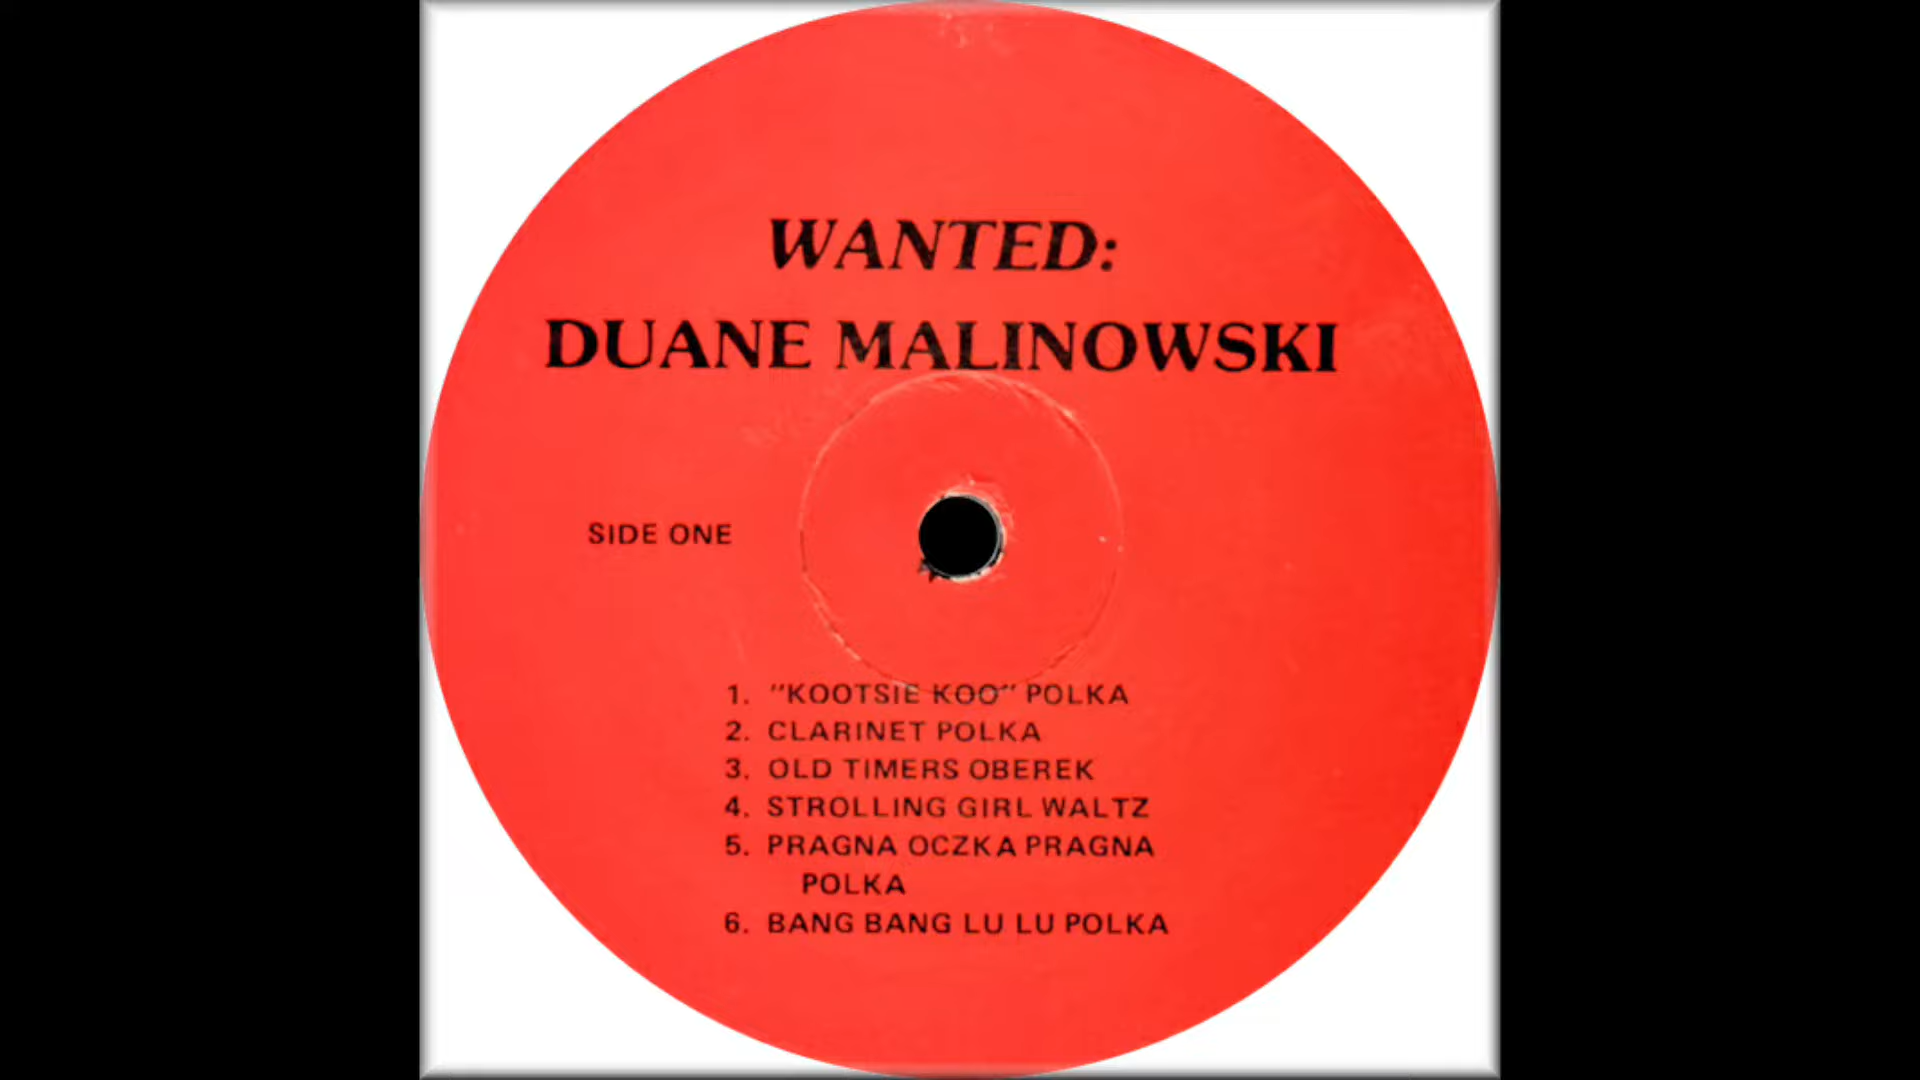 WANTED:
DUANE MALINOWSKI
SIDE ONE
1. "KOOTSIE KOO" POLKA
2. CLARINET POLKA
3. OLD TIMERS OBEREK
4. STROLLING GIRL WALTZ
5. PRAGNA OCZKA PRAGNA
POLKA
6. BANG BANG LU LU POLKA